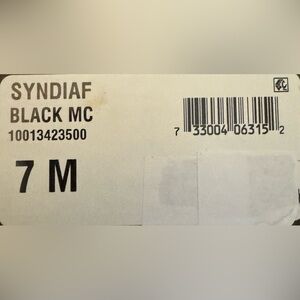 SYNDIAF
BLACK MC
10013423500
7 33004 06315 2
7 M